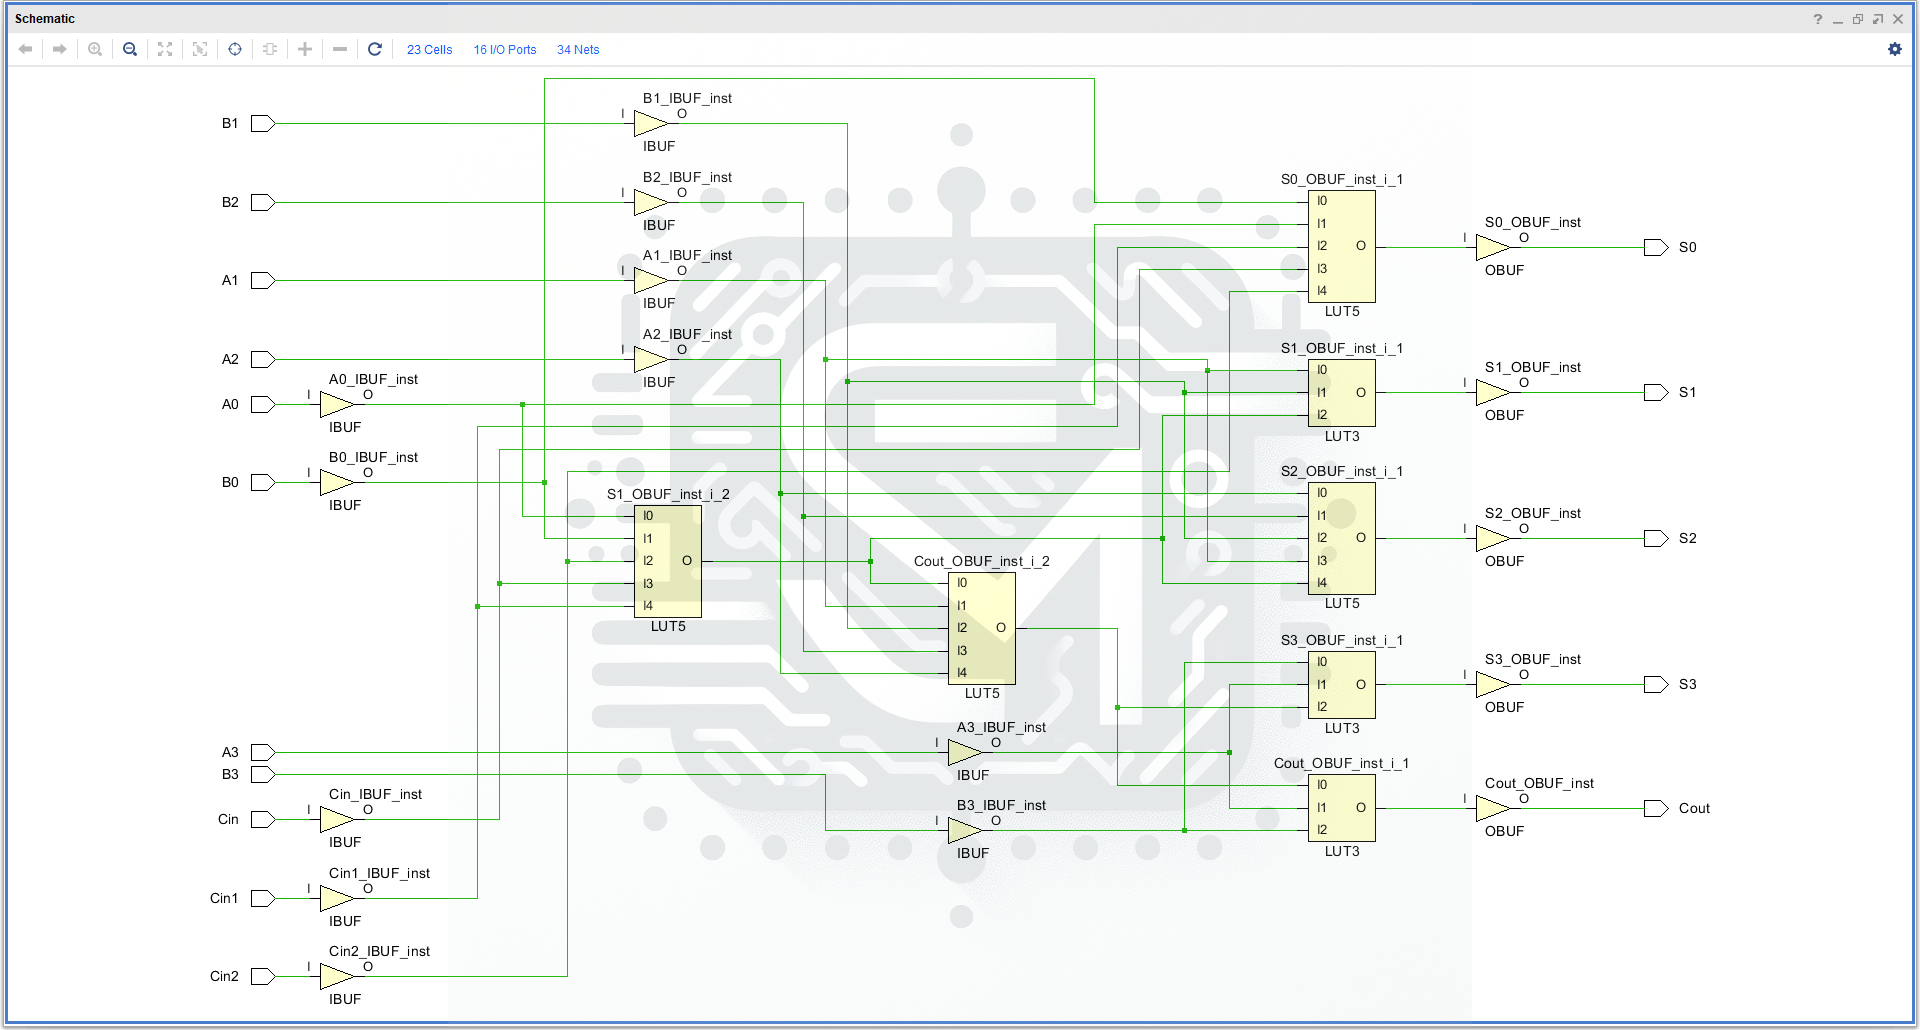 Schematic
23 Cells 16 I/O Ports 34 Nets
B1
B1_IBUF_inst
I O
IBUF
B2
B2_IBUF_inst
I O
IBUF
A1
A1_IBUF_inst
I O
IBUF
A2
A2_IBUF_inst
I O
IBUF
A0
A0_IBUF_inst
I O
IBUF
B0
B0_IBUF_inst
I O
IBUF
S1_OBUF_inst_i_2
I0
I1
I2 O
I3
I4
LUT5
Cout_OBUF_inst_i_2
I0
I1
I2 O
I3
I4
LUT5
A3
A3_IBUF_inst
I O
IBUF
B3
B3_IBUF_inst
I O
IBUF
Cin
Cin_IBUF_inst
I O
IBUF
Cin1
Cin1_IBUF_inst
I O
IBUF
Cin2
Cin2_IBUF_inst
I O
IBUF
S0_OBUF_inst_i_1
I0
I1
I2 O
I3
I4
LUT5
S0_OBUF_inst
I O
OBUF
S0
S1_OBUF_inst_i_1
I0
I1 O
I2
LUT3
S1_OBUF_inst
I O
OBUF
S1
S2_OBUF_inst_i_1
I0
I1
I2 O
I3
I4
LUT5
S2_OBUF_inst
I O
OBUF
S2
S3_OBUF_inst_i_1
I0
I1 O
I2
LUT3
S3_OBUF_inst
I O
OBUF
S3
Cout_OBUF_inst_i_1
I0
I1 O
I2
LUT3
Cout_OBUF_inst
I O
OBUF
Cout